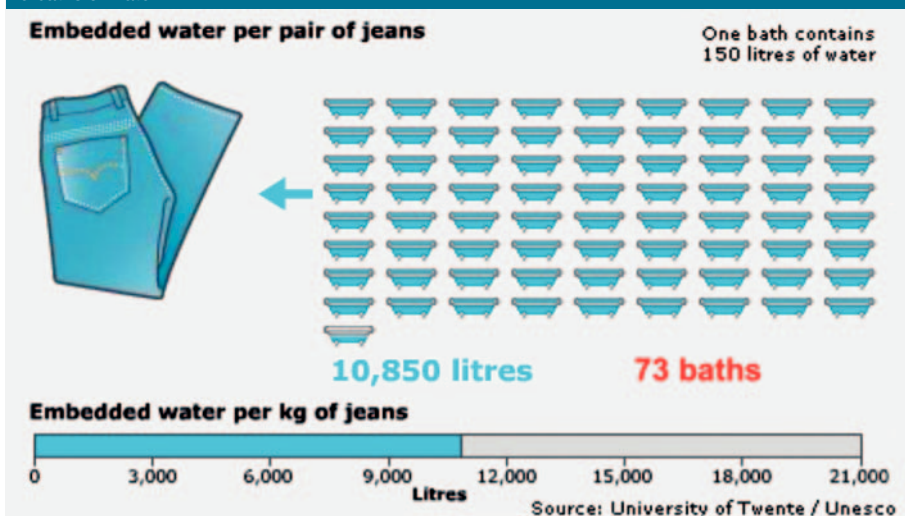 Embedded water per pair of jeans
One bath contains
150 litres of water
10,850 litres
73 baths
Embedded water per kg of jeans
0 3,000 6,000 9,000 12,000 15,000 18,000 21,000
Litres
Source: University of Twente / Unesco